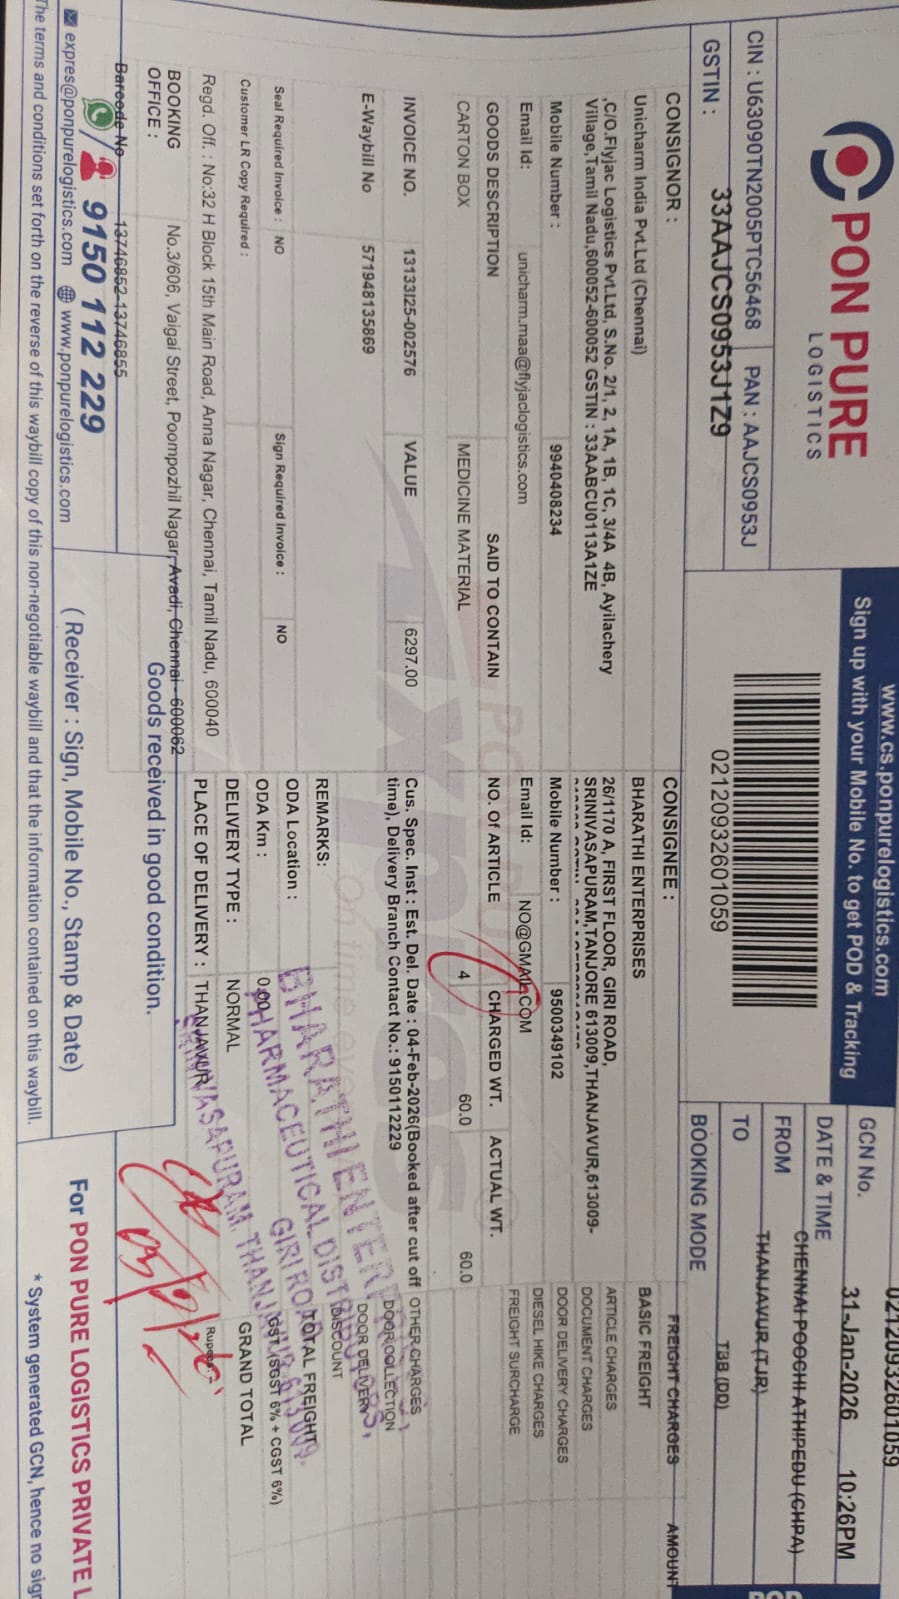 PON PURE
LOGISTICS
www.cs.ponpurelogistics.com
Sign up with your Mobile No. to get POD & Tracking
CIN : U63090TN2005PTC56468 PAN : AAJCS0953J
GSTIN : 33AAJCS0953J1Z9
0212093260105​9
GCN No. 02120932601059
DATE & TIME 31-Jan-2026 10:26PM
FROM CHENNAI POOCHI ATHIPEDU (CHPA)
TO THANJAVUR (TJR)
BOOKING MODE TBB (DD)
CONSIGNOR :
Unicharm India Pvt.Ltd (Chennai)
,C/O.Flyjac Logistics Pvt.Ltd, S.No. 2/1, 2, 1A, 1B, 1C, 3/4A 4B, Ayilachery
Village,Tamil Nadu,600052-600052 GSTIN : 33AABCU0113A1ZE
Mobile Number : 9940408234
Email Id: unicharm.maa@flyjaclogistics.com
CONSIGNEE :
BHARATHI ENTERPRISES
26/1170 A, FIRST FLOOR, GIRI ROAD,
SRINIVASAPURAM,TANJORE 613009,THANJAVUR,613009-
Mobile Number : 9500349102
Email Id: NO@GMAIL.COM
GOODS DESCRIPTION SAID TO CONTAIN NO. Of ARTICLE CHARGED WT. ACTUAL WT.
CARTON BOX MEDICINE MATERIAL 4 60.0 60.0
INVOICE NO. 13133I25-002576 VALUE 6297.00
E-Waybill No 571948135869
Cus. Spec. Inst : Est. Del. Date : 04-Feb-2026(Booked after cut off
time), Delivery Branch Contact No.: 9150112229
REMARKS:
Seal Required Invoice : NO Sign Required Invoice : NO
Customer LR Copy Required :
ODA Location :
ODA Km : 0.00
DELIVERY TYPE : NORMAL
PLACE OF DELIVERY : THANJAVUR
FREIGHT CHARGES AMOUNT
BASIC FREIGHT
ARTICLE CHARGES
DOCUMENT CHARGES
DOOR DELIVERY CHARGES
DIESEL HIKE CHARGES
FREIGHT SURCHARGE
OTHER CHARGES
DOOR COLLECTION
DOOR DELIVERY
DISCOUNT
TOTAL FREIGHT
GST (SGST 6% + CGST 6%)
GRAND TOTAL
Rupees: -
BHARATHI ENTERPRISES
PHARMACEUTICAL DISTRIBUTORS,
GIRI ROAD
SRINIVASAPURAM, THANJAVUR-613009.
Regd. Off. : No:32 H Block 15th Main Road, Anna Nagar, Chennai, Tamil Nadu, 600040
BOOKING OFFICE : No.3/606, Vaigai Street, Poompozhil Nagar, Avadi, Chennai - 600062
Barcode No 13746852-13746855
9150 112 229
expres@ponpurelogistics.com www.ponpurelogistics.com
Goods received in good condition.
( Receiver : Sign, Mobile No., Stamp & Date)
For PON PURE LOGISTICS PRIVATE L
The terms and conditions set forth on the reverse of this waybill copy of this non-negotiable waybill and that the information contained on this waybill.
* System generated GCN, hence no sign